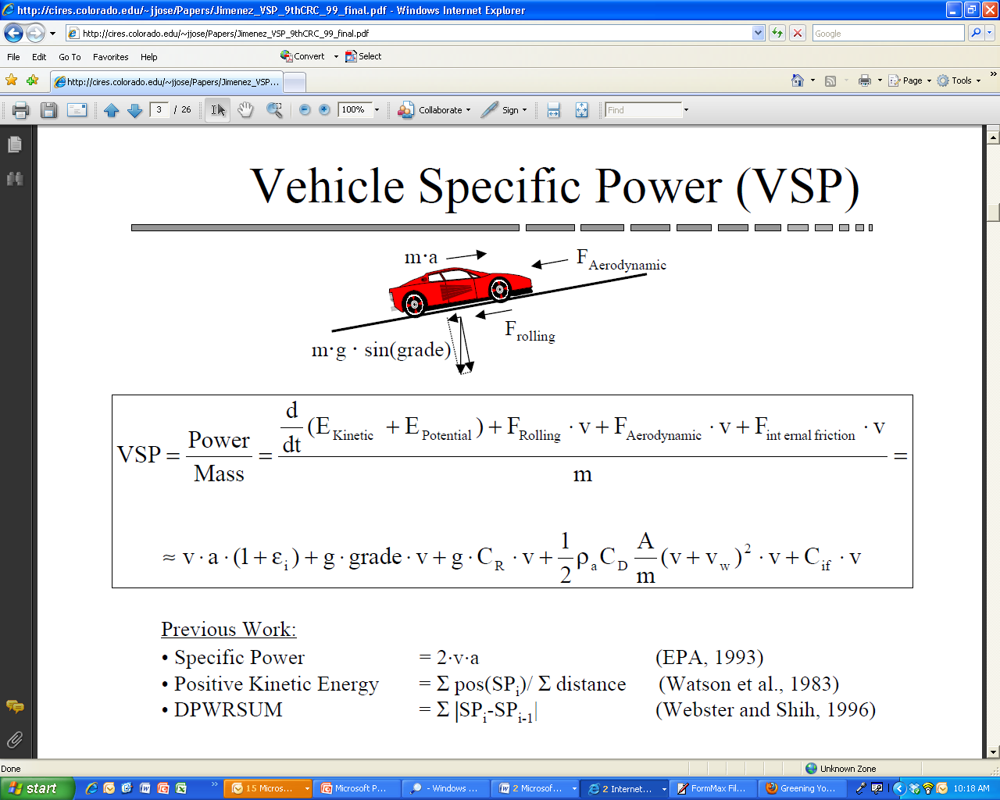 http://cires.colorado.edu/~jjose/Papers/Jimenez_VSP_9thCRC_99_final.pdf - Windows Internet Explorer
http://cires.colorado.edu/~jjose/Papers/Jimenez_VSP_9thCRC_99_final.pdf
Google
File Edit Go To Favorites Help
Convert Select
http://cires.colorado.edu/~jjose/Papers/Jimenez_VSP...
Page Tools »
3 / 26 100% Collaborate Sign Find
Vehicle Specific Power (VSP)
m·a
F Aerodynamic
F rolling
m·g · sin(grade)
VSP = Power / Mass = ( d/dt (E Kinetic + E Potential ) + F Rolling · v + F Aerodynamic · v + F int ernal friction · v ) / m =
≈ v · a · (1 + ε i ) + g · grade · v + g · C R · v + 1/2 ρ a C D A/m (v + v w ) 2 · v + C if · v
Previous Work:
• Specific Power = 2·v·a (EPA, 1993)
• Positive Kinetic Energy = Σ pos(SPi)/ Σ distance (Watson et al., 1983)
• DPWRSUM = Σ |SPi-SPi-1| (Webster and Shih, 1996)
Done Unknown Zone
start » 15 Micros... Microsoft P... - Windows ... 2 Microsof... 2 Internet... FormMax Fil... Greening Yo... 10:18 AM